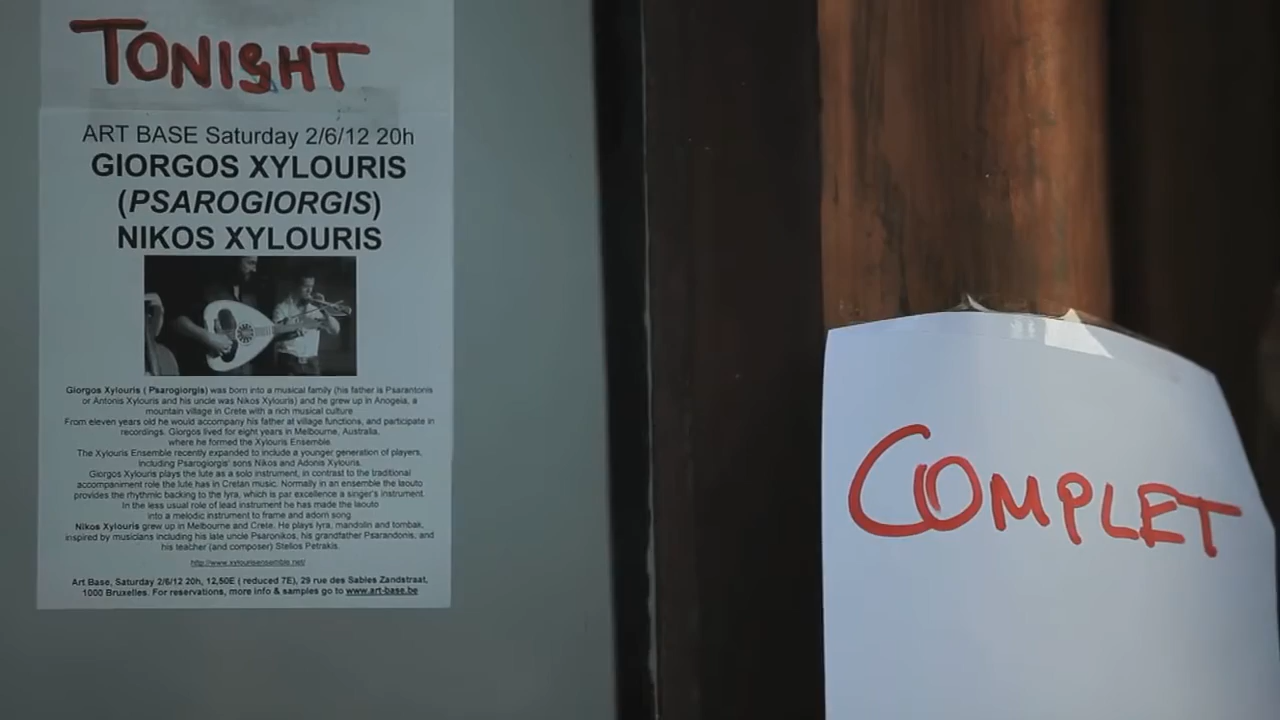 TONIGHT
ART BASE Saturday 2/6/12 20h
GIORGOS XYLOURIS
(PSAROGIORGIS)
NIKOS XYLOURIS
Giorgos Xylouris ( Psarogiorgis) was born into a musical family (his father is Psarantonis
or Antonis Xylouris and his uncle was Nikos Xylouris) and he grew up in Anogeia, a
mountain village in Crete with a rich musical culture
From eleven years old he would accompany his father at village functions, and participate in
recordings. Giorgos lived for eight years in Melbourne, Australia,
where he formed the Xylouris Ensemble.
The Xylouris Ensemble recently expanded to include a younger generation of players,
including Psarogiorgis' sons Nikos and Adonis Xylouris.
Giorgos Xylouris plays the lute as a solo instrument, in contrast to the traditional
accompaniment role the lute has in Cretan music. Normally in an ensemble the laouto
provides the rhythmic backing to the lyra, which is par excellence a singer's instrument.
In the less usual role of lead instrument he has made the laouto
into a melodic instrument to frame and adorn song.
Nikos Xylouris grew up in Melbourne and Crete. He plays lyra, mandolin and tombak,
inspired by musicians including his late uncle Psaronikos, his grandfather Psarandonis, and
his teacher (and composer) Stelios Petrakis.
http://www.xylourisensemble.net/
Art Base, Saturday 2/6/12 20h, 12,50E ( reduced 7E), 29 rue des Sables Zandstraat,
1000 Bruxelles. For reservations, more info & samples go to www.art-base.be
COMPLET